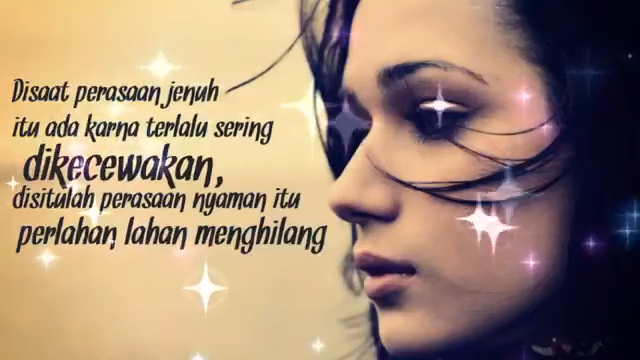 Disaat perasaan jenuh
itu ada karna terlalu sering
dikecewakan,
disitulah perasaan nyaman itu
perlahan lahan menghilang